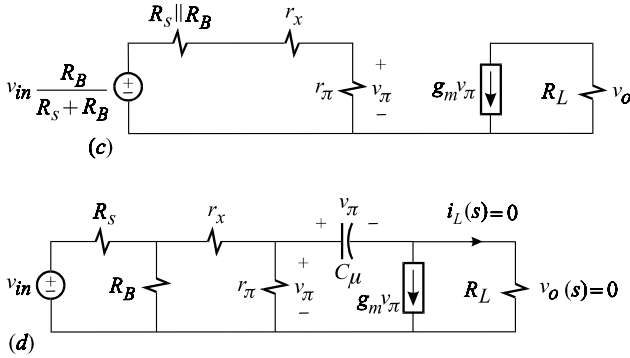 R_s||R_B
r_x
v_in R_B / (R_s + R_B)
+
−
r_π
+
v_π
−
g_m v_π
R_L
v_o
(c)
R_s
r_x
+ v_π −
C_μ
i_L(s)=0
v_in
+
−
R_B
r_π
+
v_π
−
g_m v_π
R_L
v_o(s)=0
(d)